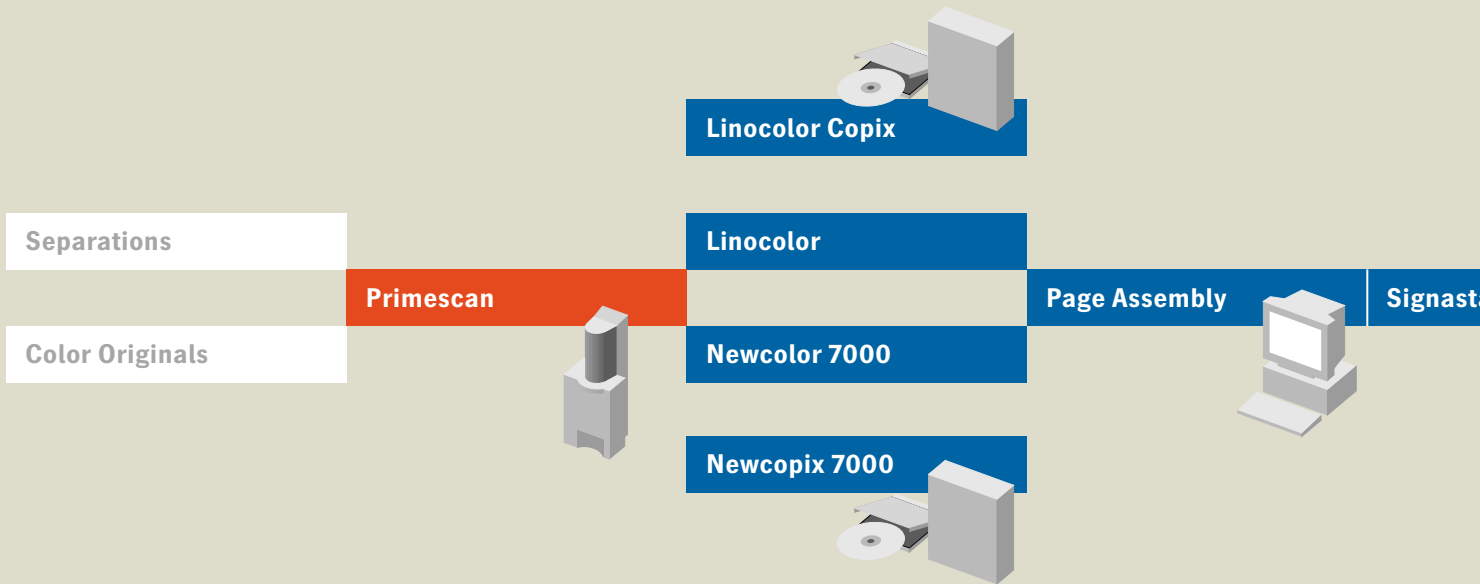 Linocolor Copix
Separations
Linocolor
Primescan
Page Assembly
Color Originals
Newcolor 7000
Newcopix 7000